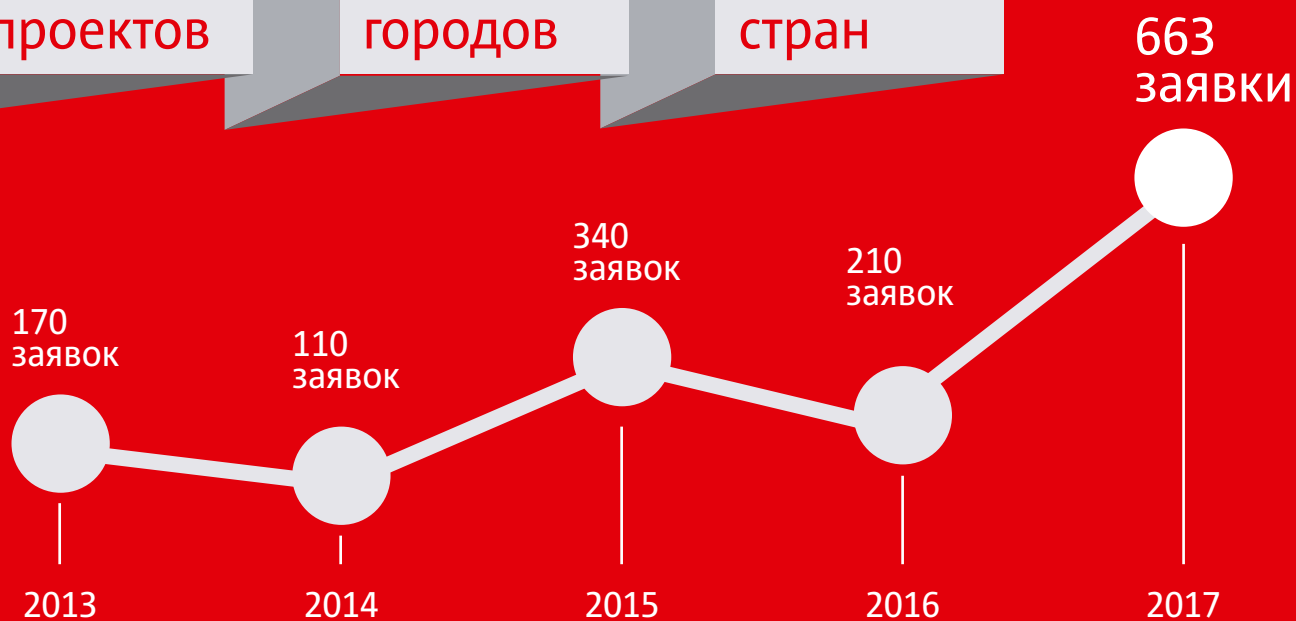 проектов
городов
стран
663
заявки
340
заявок
210
заявок
170
заявок
110
заявок
2013
2014
2015
2016
2017